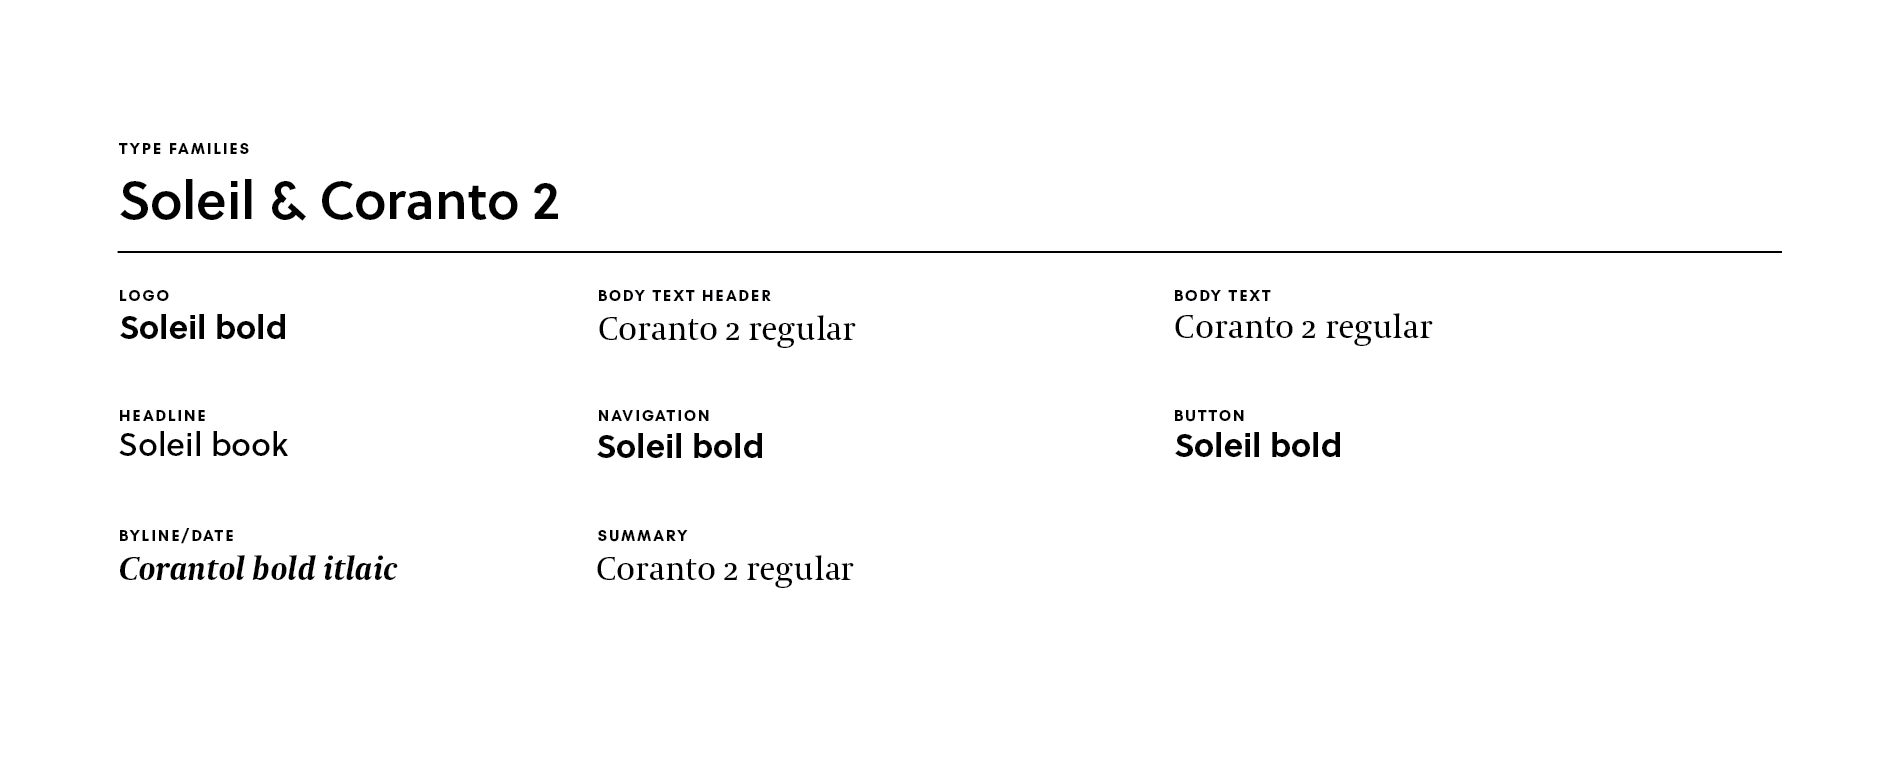 TYPE FAMILIES
Soleil & Coranto 2
LOGO
Soleil bold
BODY TEXT HEADER
Coranto 2 regular
BODY TEXT
Coranto 2 regular
HEADLINE
Soleil book
NAVIGATION
Soleil bold
BUTTON
Soleil bold
BYLINE/DATE
Corantol bold itlaic
SUMMARY
Coranto 2 regular